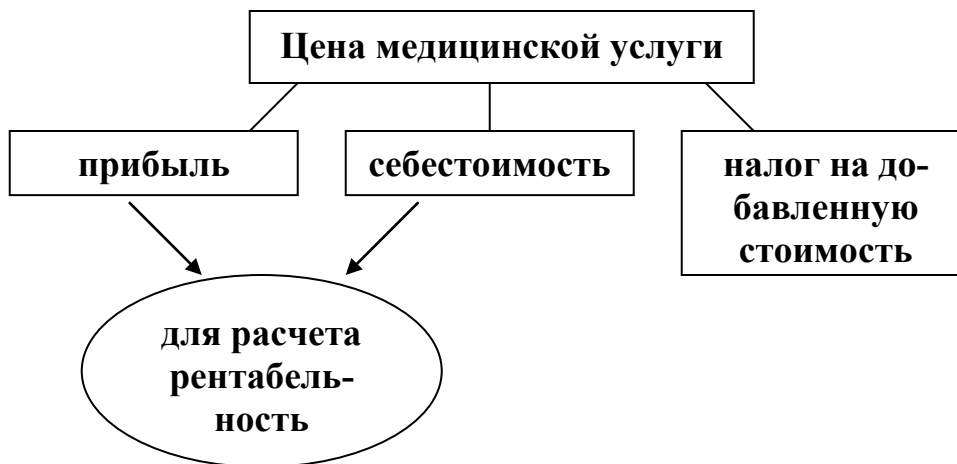 Цена медицинской услуги
прибыль
себестоимость
налог на до-
бавленную
стоимость
для расчета
рентабель-
ность